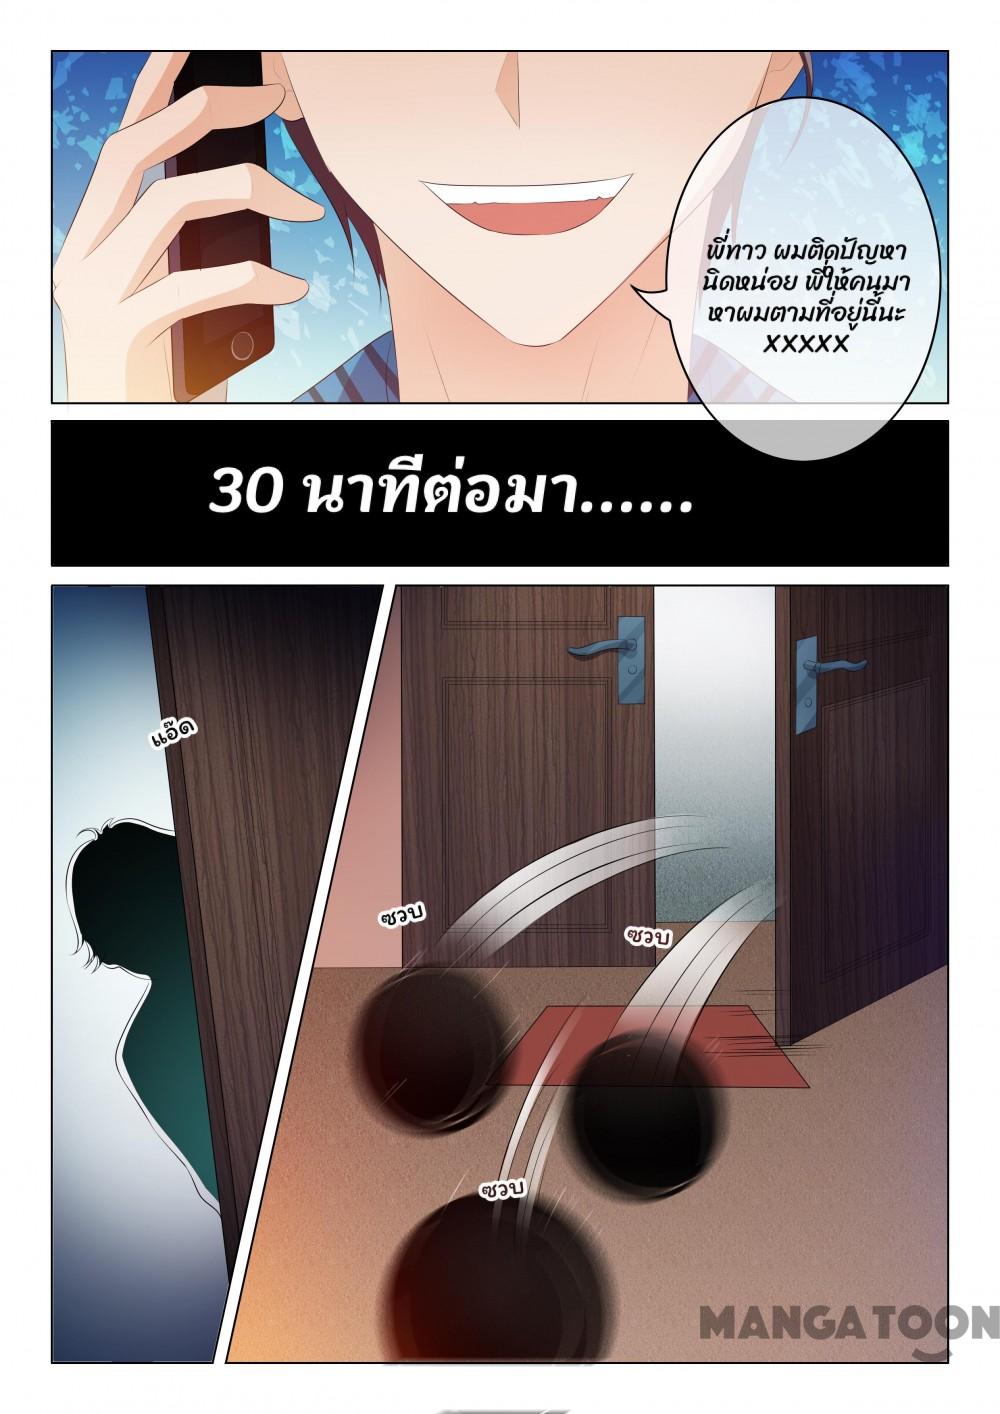 พี่ทาว ผมติดปัญหา
นิดหน่อย พี่ให้คนมา
หาผมตามที่อยู่นี้นะ
XXXXX
30 นาทีต่อมา......
แอ๊ด
ซวบ
ซวบ
ซวบ
MANGATOON